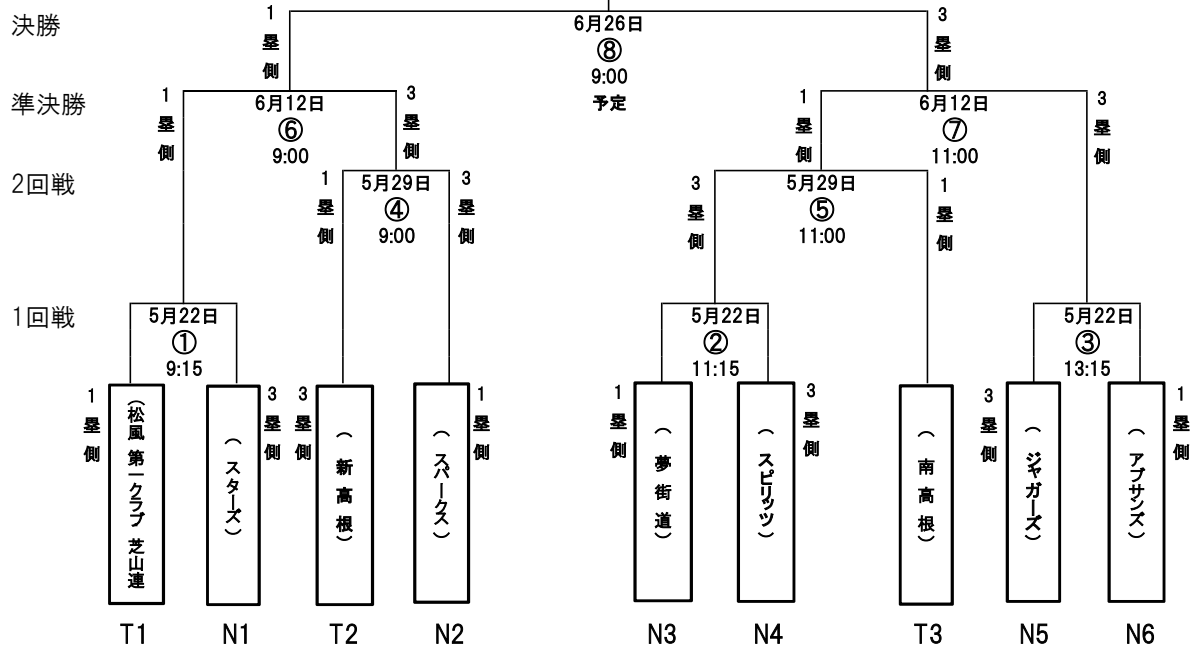 決勝
1塁側
6月26日
⑧
9:00
予定
3塁側
準決勝
1塁側
6月12日
⑥
9:00
3塁側
1塁側
6月12日
⑦
11:00
3塁側
2回戦
1塁側
5月29日
④
9:00
3塁側
3塁側
5月29日
⑤
11:00
1塁側
1回戦
5月22日
①
9:15
5月22日
②
11:15
5月22日
③
13:15
1塁側
(松風 第一クラブ 芝山連
(スターズ)
3塁側
3塁側
(新高根)
(スパークス)
1塁側
1塁側
(夢街道)
(スピリッツ)
3塁側
(南高根)
3塁側
(ジャガーズ)
(アブサンズ)
1塁側
T1
N1
T2
N2
N3
N4
T3
N5
N6